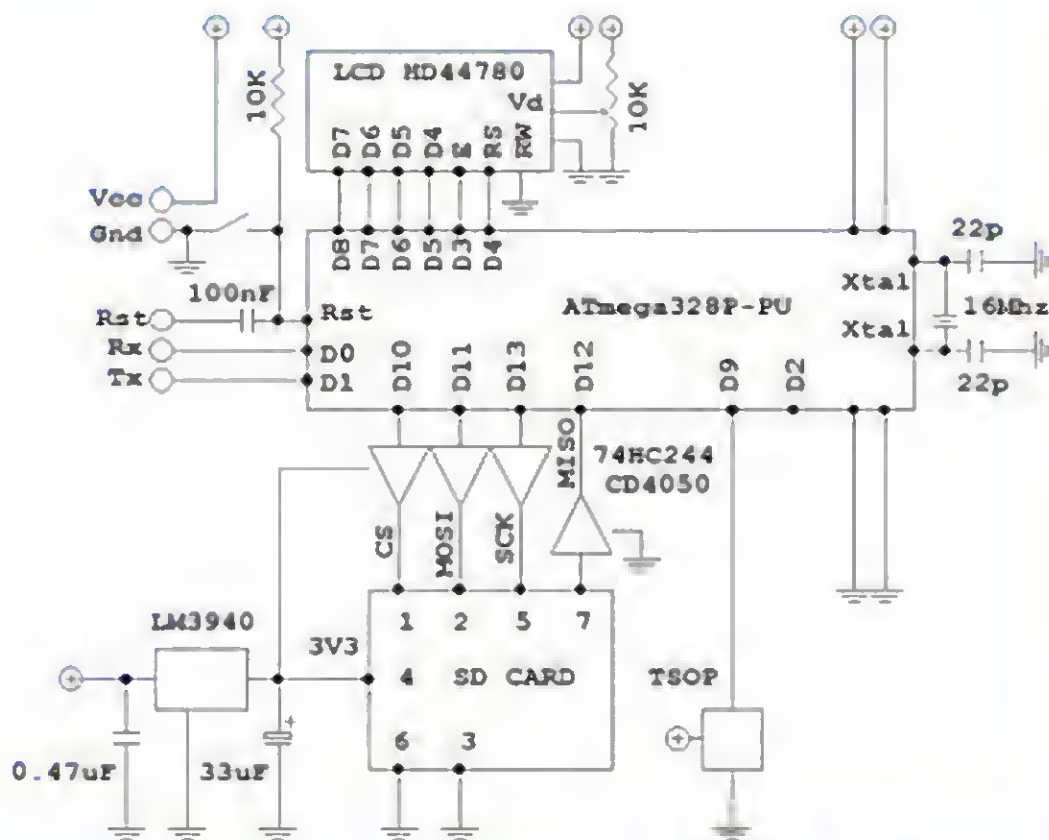 LCD HD44780
10K
Vd
10K
D7 D6 D5 D4 E RS RW
Vcc
Gnd
D8 D7 D6 D5 D3 D4
22p
Xtal
100nF
Rst
Rst
ATmega328P-PU
16Mhz
Xtal
Rx
D0
Tx
D1
D10 D11 D13 D12 D9 D2
22p
MISO
74HC244
CD4050
CS
MOSI
SCK
LM3940
1 2 5 7
3V3
4 SD CARD
TSOP
6 3
+
0.47uF
33uF